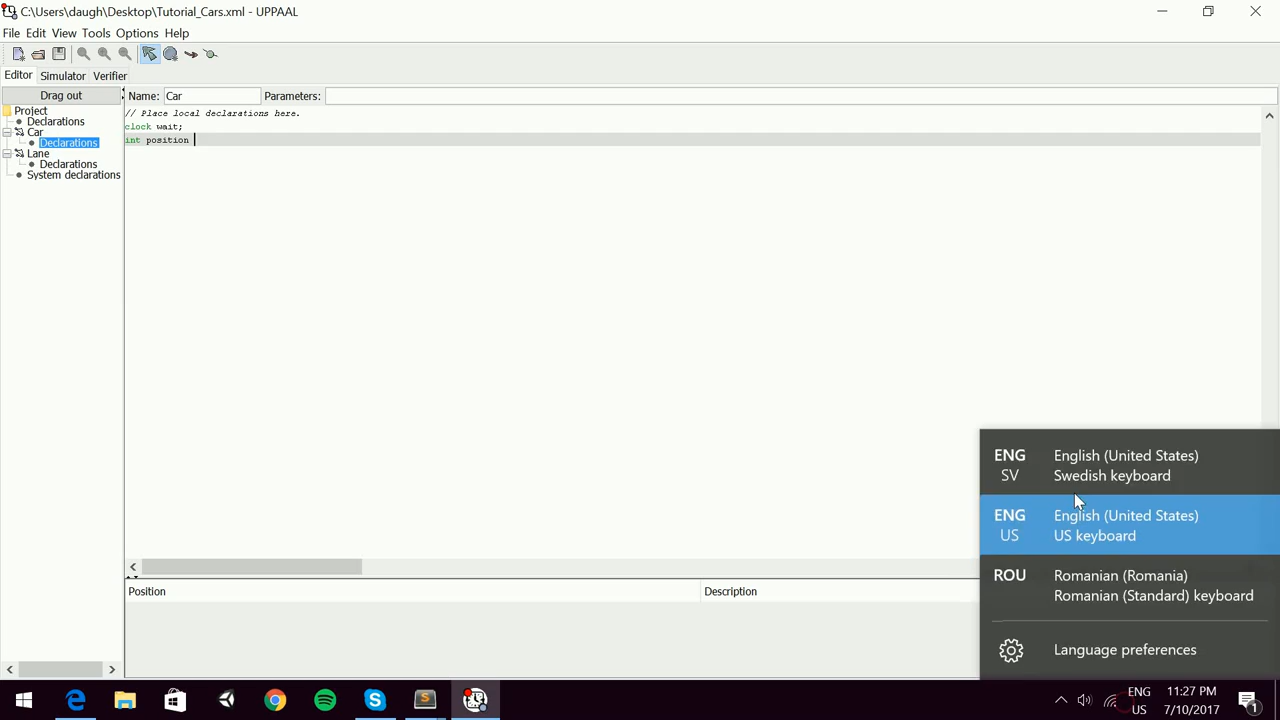 C:\Users\daugh\Desktop\Tutorial_Cars.xml - UPPAAL
File Edit View Tools Options Help
Editor Simulator Verifier
Drag out
Name: Car Parameters:
Project
Declarations
Car
Declarations
Lane
Declarations
System declarations
// Place local declarations here.
clock wait;
int position
Position Description
ENG English (United States)
SV Swedish keyboard
ENG English (United States)
US US keyboard
ROU Romanian (Romania)
Romanian (Standard) keyboard
Language preferences
ENG 11:27 PM
US 7/10/2017
1